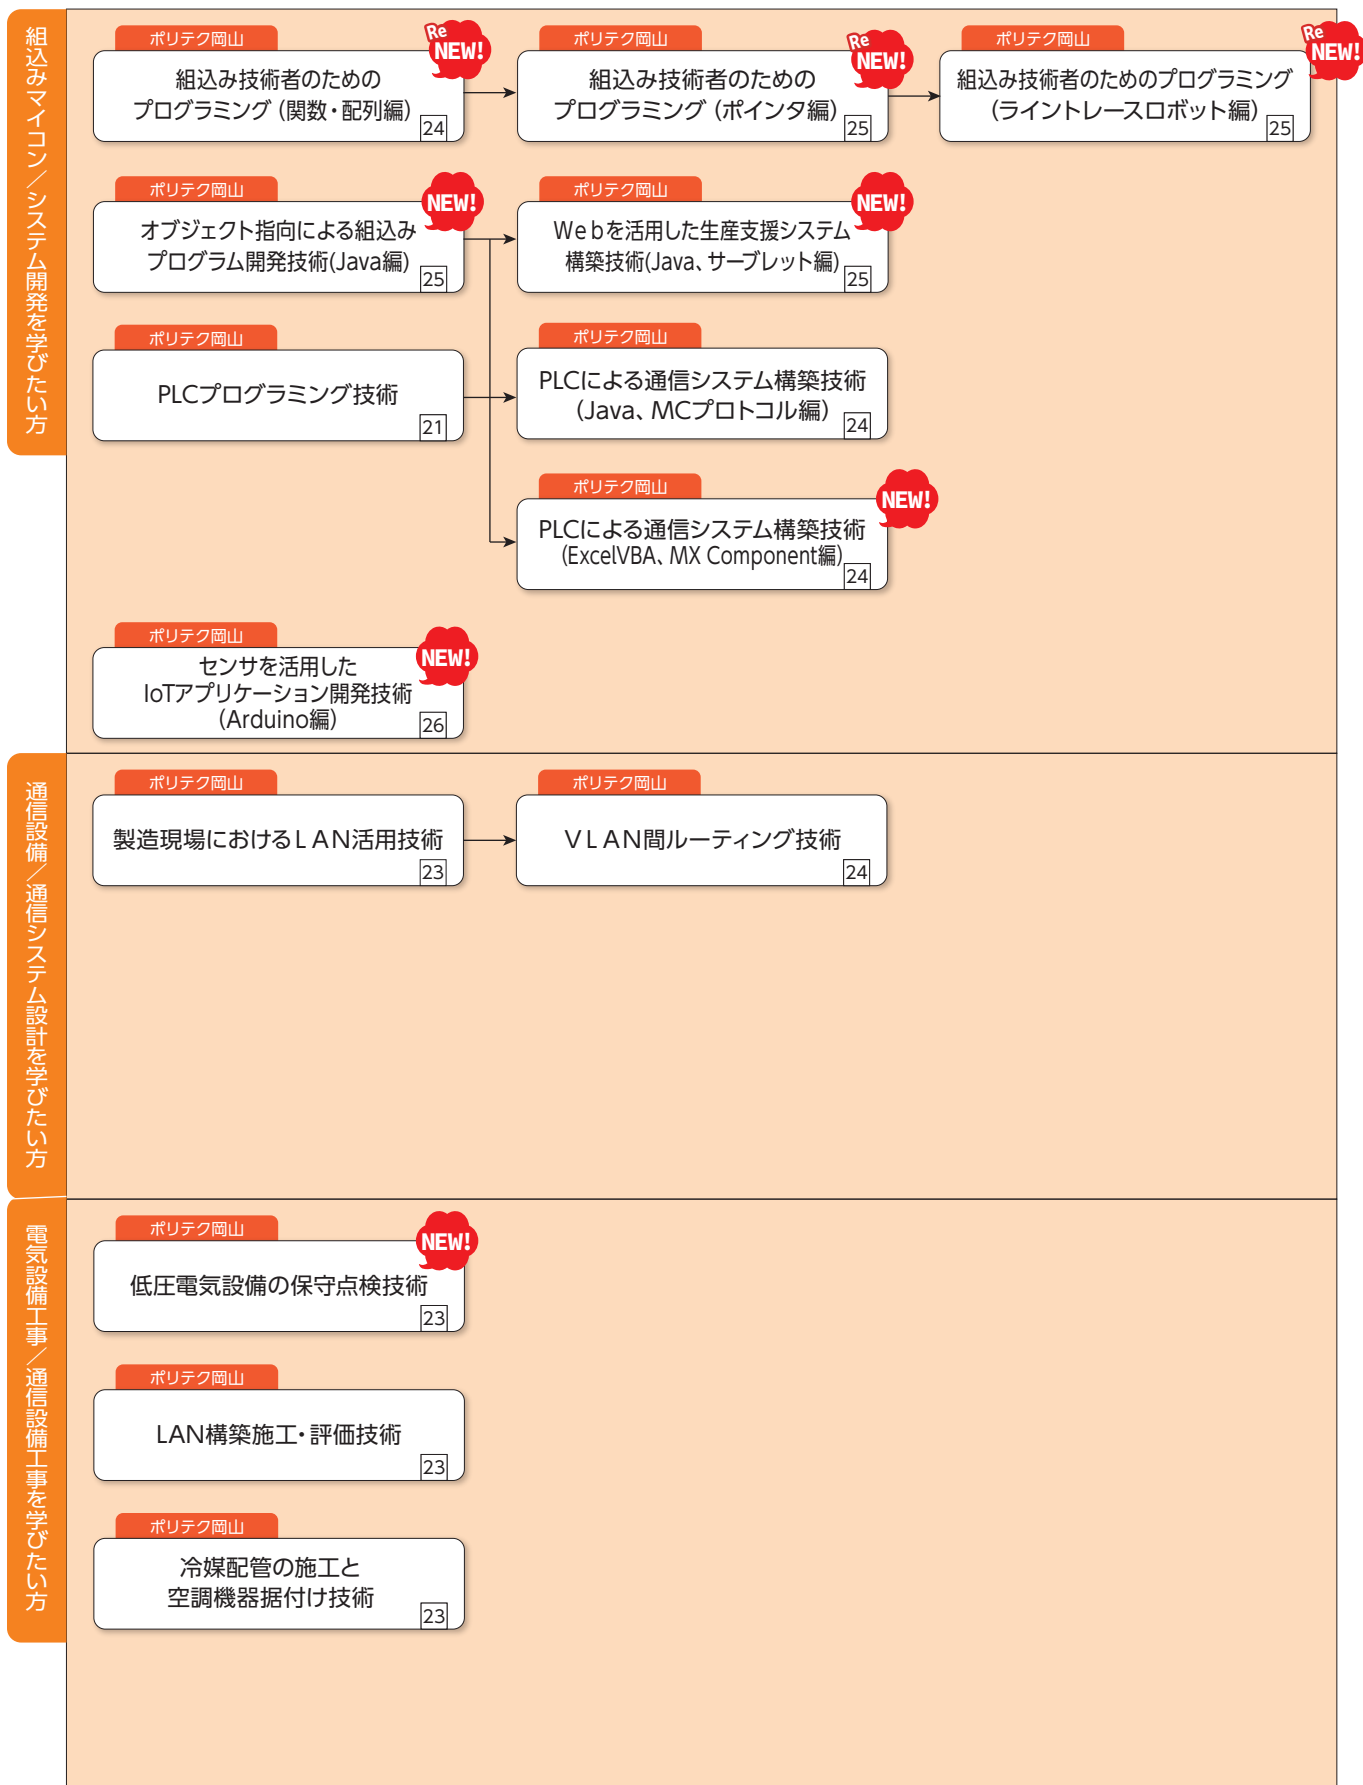 組込みマイコン／システム開発を学びたい方
ポリテク岡山
Re
NEW!
組込み技術者のための
プログラミング（関数・配列編）
24
ポリテク岡山
Re
NEW!
組込み技術者のための
プログラミング（ポインタ編）
25
ポリテク岡山
Re
NEW!
組込み技術者のためのプログラミング
（ライントレースロボット編）
25
ポリテク岡山
NEW!
オブジェクト指向による組込み
プログラム開発技術(Java編)
25
ポリテク岡山
NEW!
Webを活用した生産支援システム
構築技術(Java、サーブレット編)
25
ポリテク岡山
PLCプログラミング技術
21
ポリテク岡山
PLCによる通信システム構築技術
（Java、MCプロトコル編）
24
ポリテク岡山
NEW!
PLCによる通信システム構築技術
(ExcelVBA、MX Component編)
24
ポリテク岡山
NEW!
センサを活用した
IoTアプリケーション開発技術
（Arduino編）
26
通信設備／通信システム設計を学びたい方
ポリテク岡山
製造現場におけるLAN活用技術
23
ポリテク岡山
VLAN間ルーティング技術
24
電気設備工事／通信設備工事を学びたい方
ポリテク岡山
NEW!
低圧電気設備の保守点検技術
23
ポリテク岡山
LAN構築施工・評価技術
23
ポリテク岡山
冷媒配管の施工と
空調機器据付け技術
23